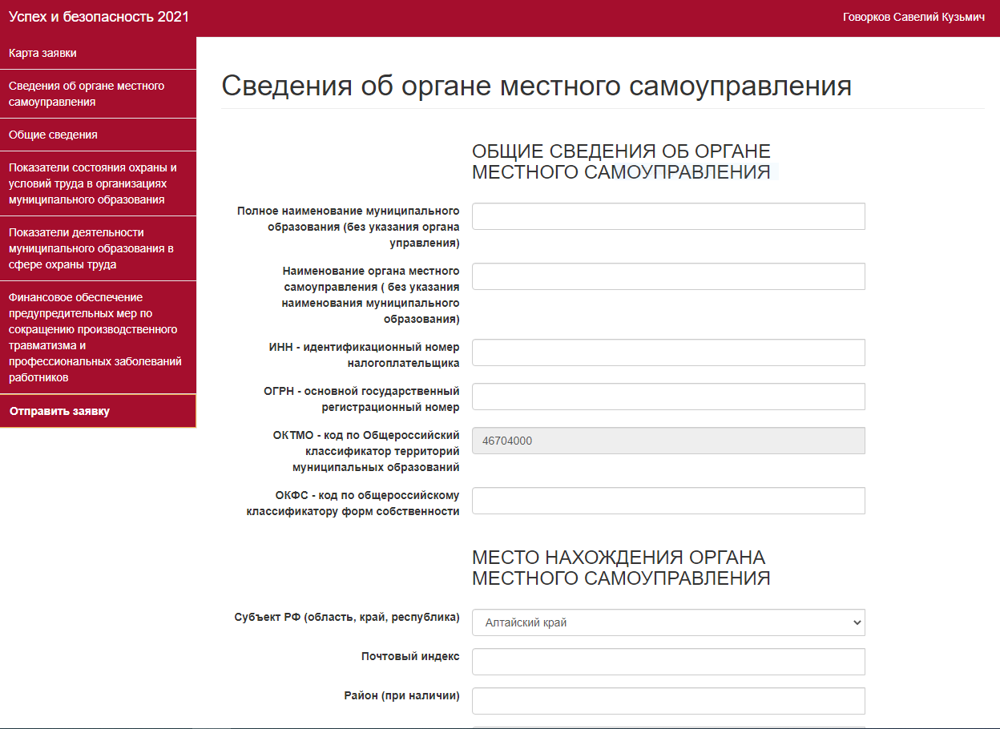 Успех и безопасность 2021
Говорков Савелий Кузьмич
Карта заявки
Сведения об органе местного
самоуправления
Общие сведения
Показатели состояния охраны и
условий труда в организациях
муниципального образования
Показатели деятельности
муниципального образования в
сфере охраны труда
Финансовое обеспечение
предупредительных мер по
сокращению производственного
травматизма и
профессиональных заболеваний
работников
Отправить заявку
Сведения об органе местного самоуправления
ОБЩИЕ СВЕДЕНИЯ ОБ ОРГАНЕ
МЕСТНОГО САМОУПРАВЛЕНИЯ
Полное наименование муниципального
образования (без указания органа
управления)
Наименование органа местного
самоуправления ( без указания
наименования муниципального
образования)
ИНН - идентификационный номер
налогоплательщика
ОГРН - основной государственный
регистрационный номер
ОКТМО - код по Общероссийский
классификатор территорий
муниципальных образований
46704000
ОКФС - код по общероссийскому
классификатору форм собственности
МЕСТО НАХОЖДЕНИЯ ОРГАНА
МЕСТНОГО САМОУПРАВЛЕНИЯ
Субъект РФ (область, край, республика)
Алтайский край
Почтовый индекс
Район (при наличии)